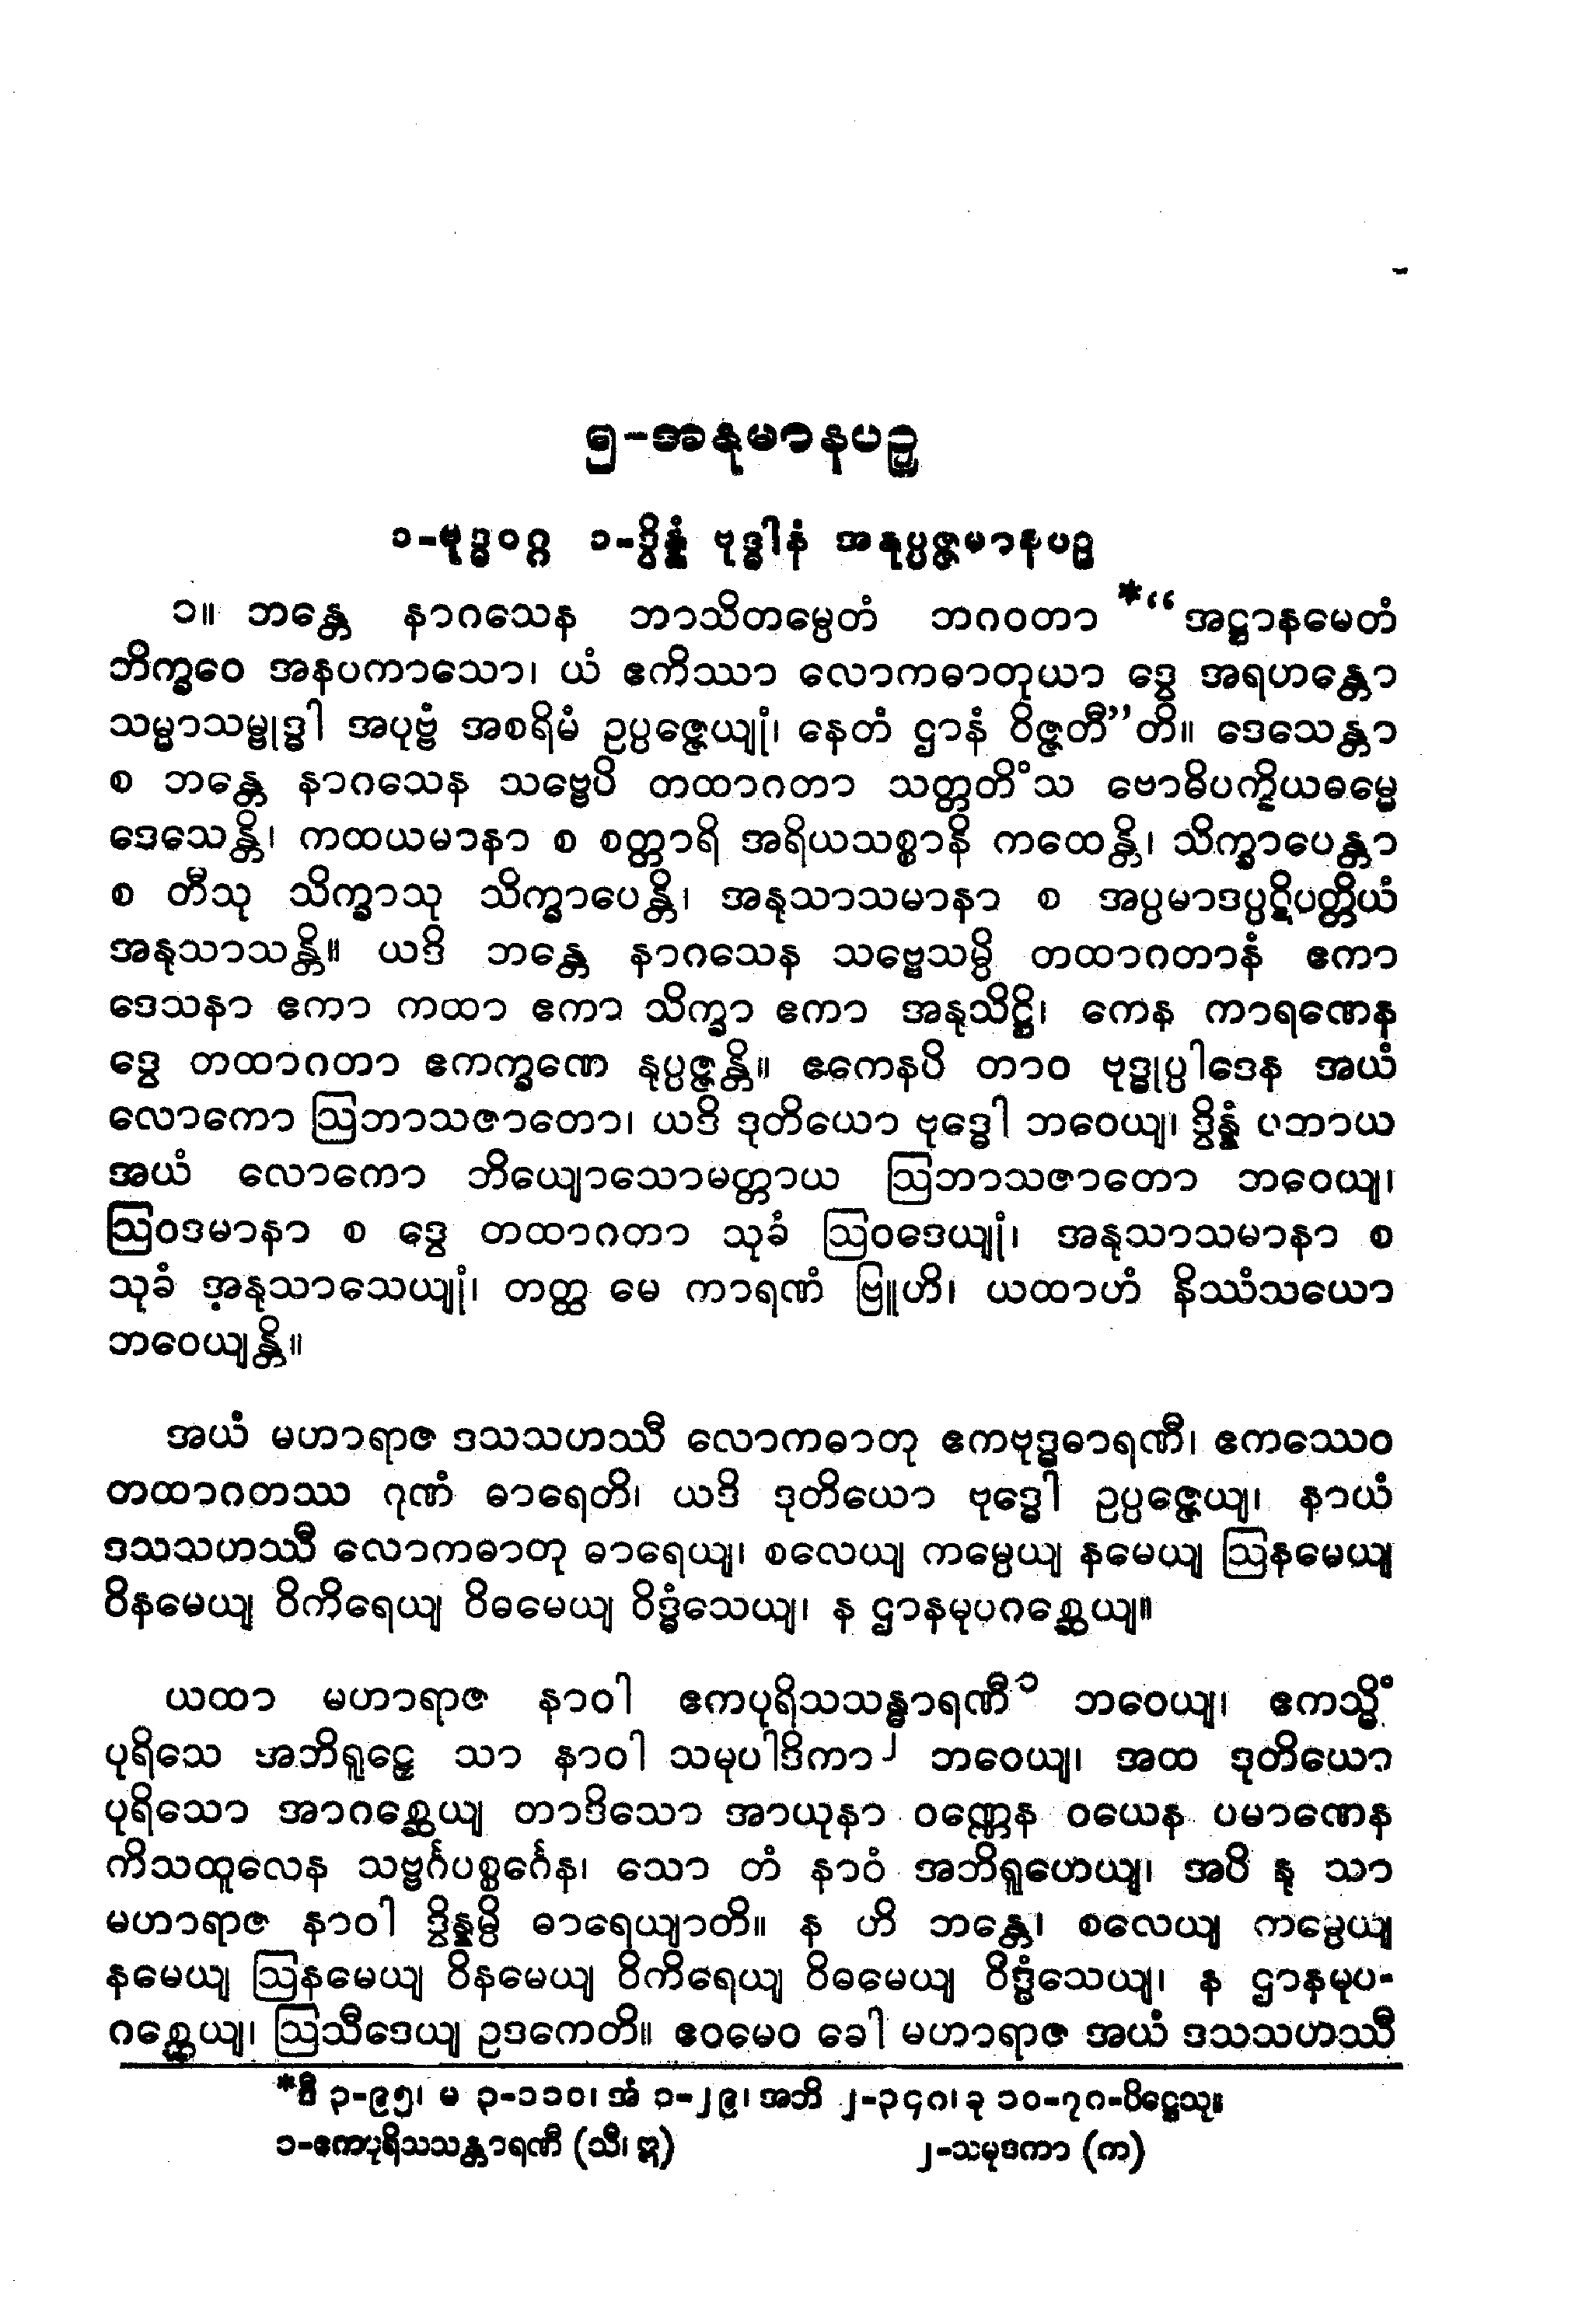 ၅-အနုမာနပဉှ
၁-ဗုဒ္ဓဝဂ္ဂ ၁-ဒွိန္နံ ဗုဒ္ဓါနံ အနုပ္ပဇ္ဇမာနပဉှ
၁။ ဘန္တေ နာဂသေန ဘာသိတမ္ပေတံ ဘဂဝတာ *“အဋ္ဌာနမေတံ
ဘိက္ခဝေ အနဝကာသော၊ ယံ ဧကိဿာ လောကဓာတုယာ ဒွေ အရဟန္တော
သမ္မာသမ္ဗုဒ္ဓါ အပုဗ္ဗံ အစရိမံ ဥပ္ပဇ္ဇေယျုံ၊ နေတံ ဌာနံ ဝိဇ္ဇတီ”တိ။ ဒေသေန္တာ
စ ဘန္တေ နာဂသေန သဗ္ဗေပိ တထာဂတာ သတ္တတိံသ ဗောဓိပက္ခိယဓမ္မေ
ဒေသေန္တိ၊ ကထယမာနာ စ စတ္တာရိ အရိယသစ္စာနိ ကထေန္တိ၊ သိက္ခာပေန္တာ
စ တီသု သိက္ခာသု သိက္ခာပေန္တိ၊ အနုသာသမာနာ စ အပ္ပမာဒပ္ပဋိပတ္တိယံ
အနုသာသန္တိ။ ယဒိ ဘန္တေ နာဂသေန သဗ္ဗေသမ္ပိ တထာဂတာနံ ဧကာ
ဒေသနာ ဧကာ ကထာ ဧကာ သိက္ခာ ဧကာ အနုသိဋ္ဌိ၊ ကေန ကာရဏေန
ဒွေ တထာဂတာ ဧကက္ခဏေ နုပ္ပဇ္ဇန္တိ။ ဧကေနပိ တာဝ ဗုဒ္ဓုပ္ပါဒေန အယံ
လောကော ဩဘာသဇာတော၊ ယဒိ ဒုတိယော ဗုဒ္ဓေါ ဘဝေယျ၊ ဒွိန္နံ ပဘာယ
အယံ လောကော ဘိယျောသောမတ္တာယ ဩဘာသဇာတော ဘဝေယျ၊
ဩဝဒမာနာ စ ဒွေ တထာဂတာ သုခံ ဩဝဒေယျုံ၊ အနုသာသမာနာ စ
သုခံ အနုသာသေယျုံ၊ တတ္ထ မေ ကာရဏံ ဗြူဟိ၊ ယထာဟံ နိဿံသယော
ဘဝေယျန္တိ။
အယံ မဟာရာဇ ဒသသဟဿီ လောကဓာတု ဧကဗုဒ္ဓဓာရဏီ၊ ဧကဿေဝ
တထာဂတဿ ဂုဏံ ဓာရေတိ၊ ယဒိ ဒုတိယော ဗုဒ္ဓေါ ဥပ္ပဇ္ဇေယျ၊ နာယံ
ဒသသဟဿီ လောကဓာတု ဓာရေယျ၊ စလေယျ ကမ္ပေယျ နမေယျ ဩနမေယျ
ဝိနမေယျ ဝိကိရေယျ ဝိဓမေယျ ဝိဒ္ဓံသေယျ၊ န ဌာနမုပဂစ္ဆေယျ။
ယထာ မဟာရာဇ နာဝါ ဧကပုရိသသန္ဓာရဏီ၁ ဘဝေယျ၊ ဧကသ္မိံ
ပုရိသေ အဘိရူဠှေ သာ နာဝါ သမုပါဒိကာ၂ ဘဝေယျ၊ အထ ဒုတိယော
ပုရိသော အာဂစ္ဆေယျ တာဒိသော အာယုနာ ဝဏ္ဏေန ဝယေန ပမာဏေန
ကိသထူလေန သဗ္ဗင်္ဂပစ္စင်္ဂေန၊ သော တံ နာဝံ အဘိရူဟေယျ၊ အပိ နု သာ
မဟာရာဇ နာဝါ ဒွိန္နမ္ပိ ဓာရေယျာတိ။ န ဟိ ဘန္တေ၊ စလေယျ ကမ္ပေယျ
နမေယျ ဩနမေယျ ဝိနမေယျ ဝိကိရေယျ ဝိဓမေယျ ဝိဒ္ဓံသေယျ၊ န ဌာနမုပ-
ဂစ္ဆေယျ၊ ဩသီဒေယျ ဥဒကေတိ။ ဧဝမေဝ ခေါ မဟာရာဇ အယံ ဒသသဟဿီ
*ဒီ ၃-၉၅၊ မ ၃-၁၁၀၊ အံ ၁-၂၉၊ အဘိ ၂-၃၄၈၊ ခု ၁၀-၇၈-ပိဋ္ဌေသု။
၁-ဧကပုရိသသန္တာရဏီ (သီ၊ ဣ)
၂-သမုဒကာ (က)